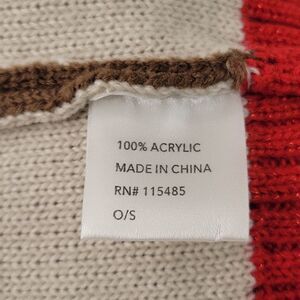 100% ACRYLIC
MADE IN CHINA
RN# 115485
O/S